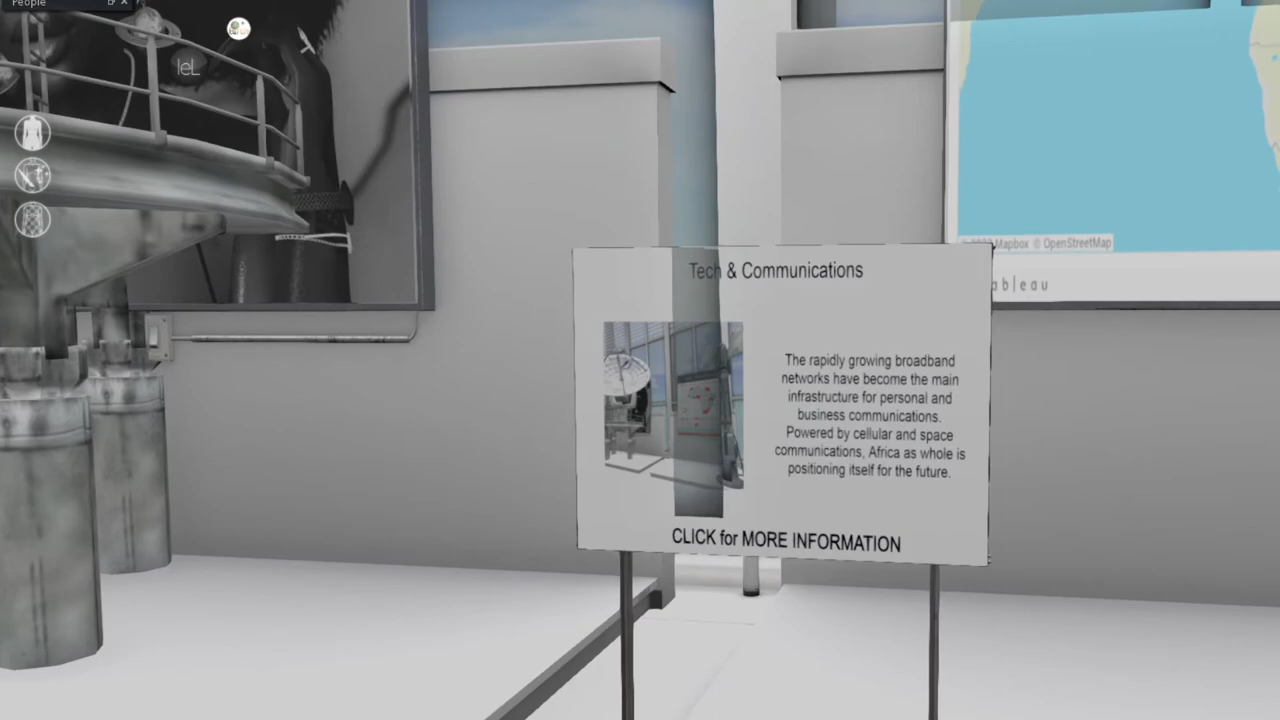 People
leL
© OpenStreetMap
Mapbox
ableau
Tech & Communications
The rapidly growing broadband
networks have become the main
infrastructure for personal and
business communications.
Powered by cellular and space
communications, Africa as whole is
positioning itself for the future.
CLICK for MORE INFORMATION